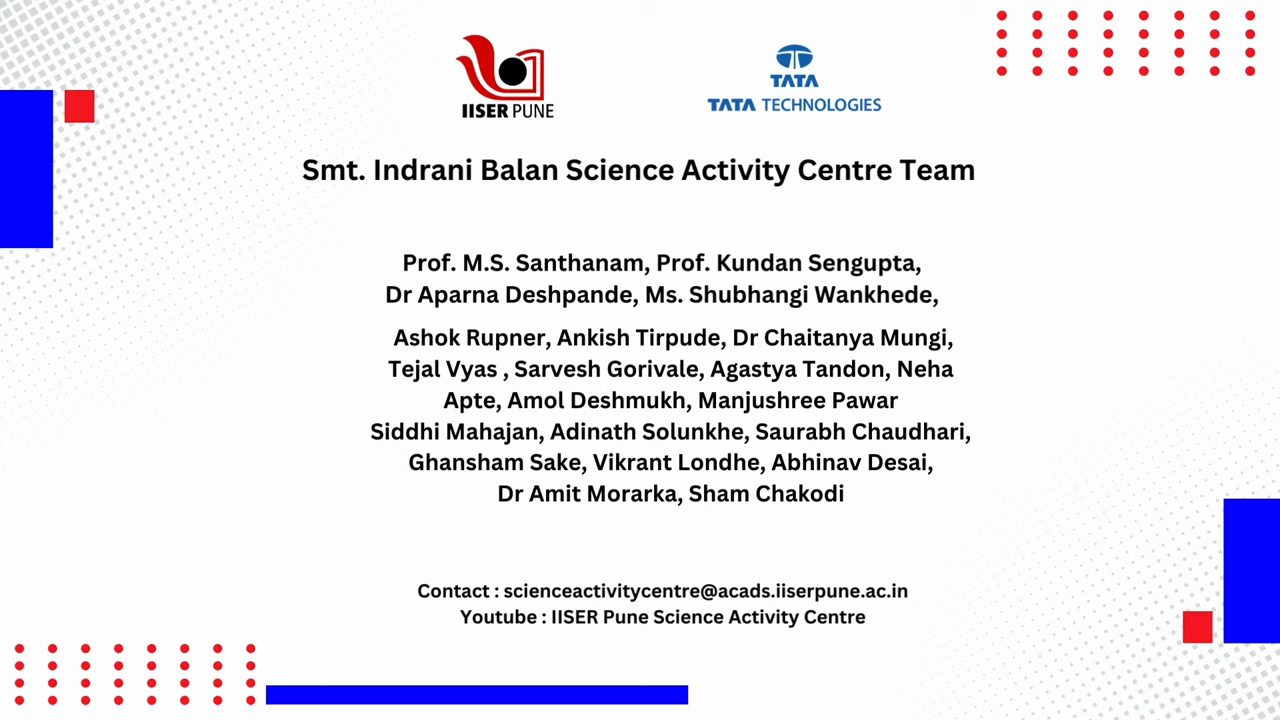 IISER PUNE
TATA
TATA TECHNOLOGIES
Smt. Indrani Balan Science Activity Centre Team
Prof. M.S. Santhanam, Prof. Kundan Sengupta,
Dr Aparna Deshpande, Ms. Shubhangi Wankhede,
Ashok Rupner, Ankish Tirpude, Dr Chaitanya Mungi,
Tejal Vyas , Sarvesh Gorivale, Agastya Tandon, Neha
Apte, Amol Deshmukh, Manjushree Pawar
Siddhi Mahajan, Adinath Solunkhe, Saurabh Chaudhari,
Ghansham Sake, Vikrant Londhe, Abhinav Desai,
Dr Amit Morarka, Sham Chakodi
Contact : scienceactivitycentre@acads.iiserpune.ac.in
Youtube : IISER Pune Science Activity Centre